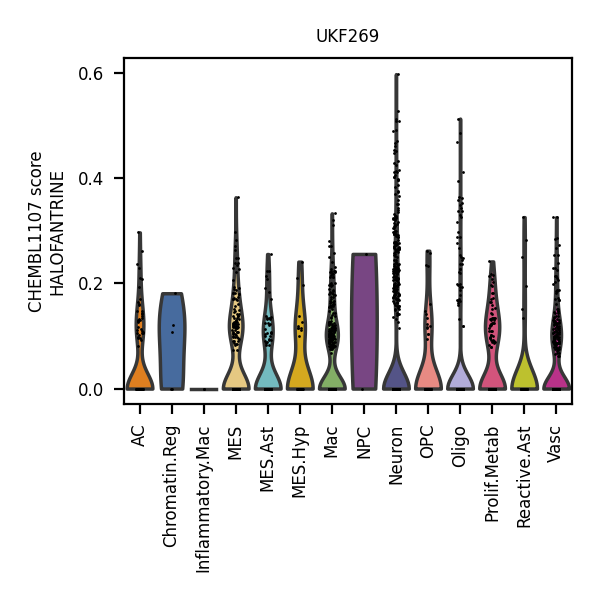 UKF269
CHEMBL1107 score
HALOFANTRINE
0.6
0.4
0.2
0.0
AC
Chromatin.Reg
Inflammatory.Mac
MES
MES.Ast
MES.Hyp
Mac
NPC
Neuron
OPC
Oligo
Prolif.Metab
Reactive.Ast
Vasc